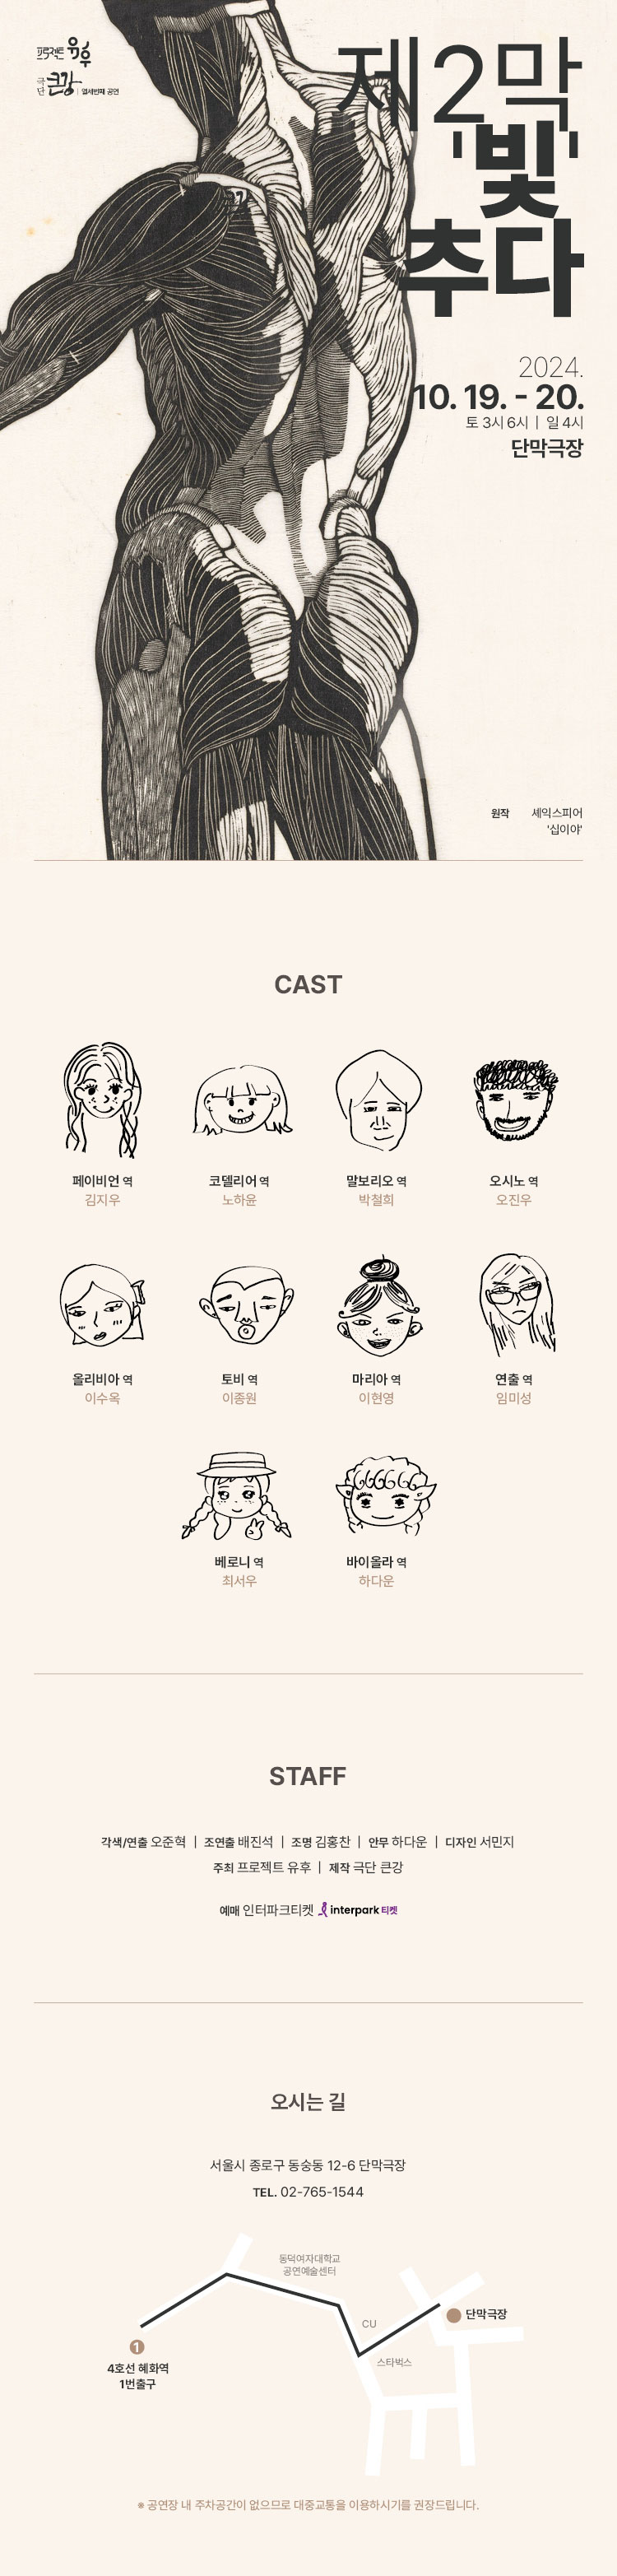 프로젝트 유후
극단 큰강 | 열세번째 공연
제2막
'빛'
추다
2024.
10. 19. - 20.
토 3시 6시 | 일 4시
단막극장
원작 셰익스피어
'십이야'
CAST
페이비언 역
김지우
코델리어 역
노하윤
말보리오 역
박철희
오시노 역
오진우
올리비아 역
이수옥
토비 역
이종원
마리아 역
이현영
연출 역
임미성
베로니 역
최서우
바이올라 역
하다운
STAFF
각색/연출 오준혁 | 조연출 배진석 | 조명 김홍찬 | 안무 하다운 | 디자인 서민지
주최 프로젝트 유후 | 제작 극단 큰강
예매 인터파크티켓 interpark 티켓
오시는 길
서울시 종로구 동숭동 12-6 단막극장
TEL. 02-765-1544
동덕여자대학교
공연예술센터
단막극장
CU
1
스타벅스
4호선 혜화역
1번출구
※ 공연장 내 주차공간이 없으므로 대중교통을 이용하시기를 권장드립니다.